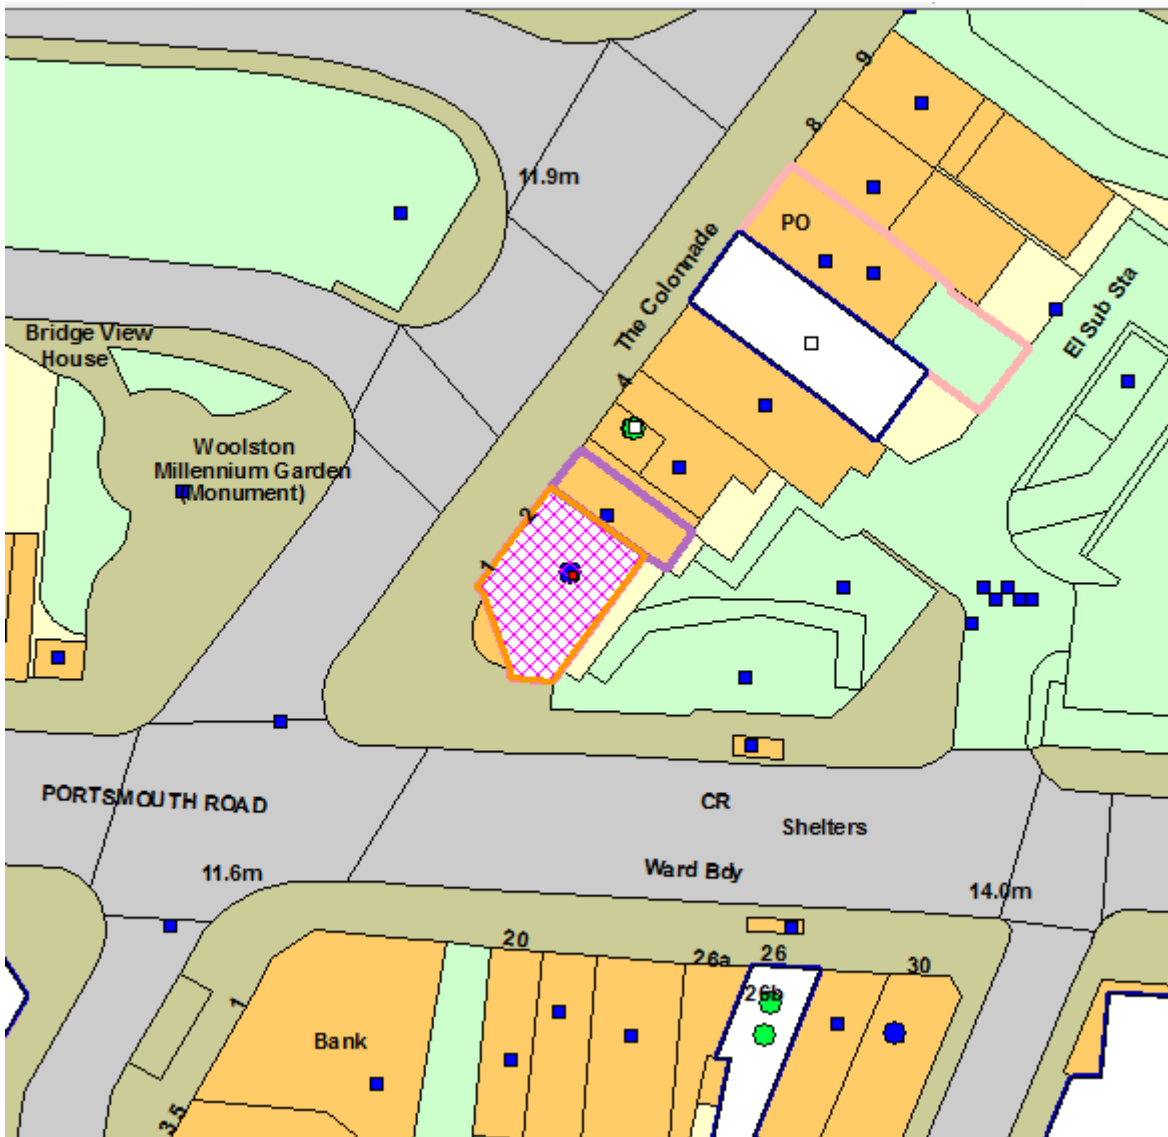 9
8
11.9m
PO
The Colonnade
El Sub Sta
Bridge View
House
4
Woolston
Millennium Garden
(Monument)
2
1
PORTSMOUTH ROAD
CR
Shelters
11.6m
Ward Bdy
14.0m
20
26a
26
30
26b
1
Bank
3.5